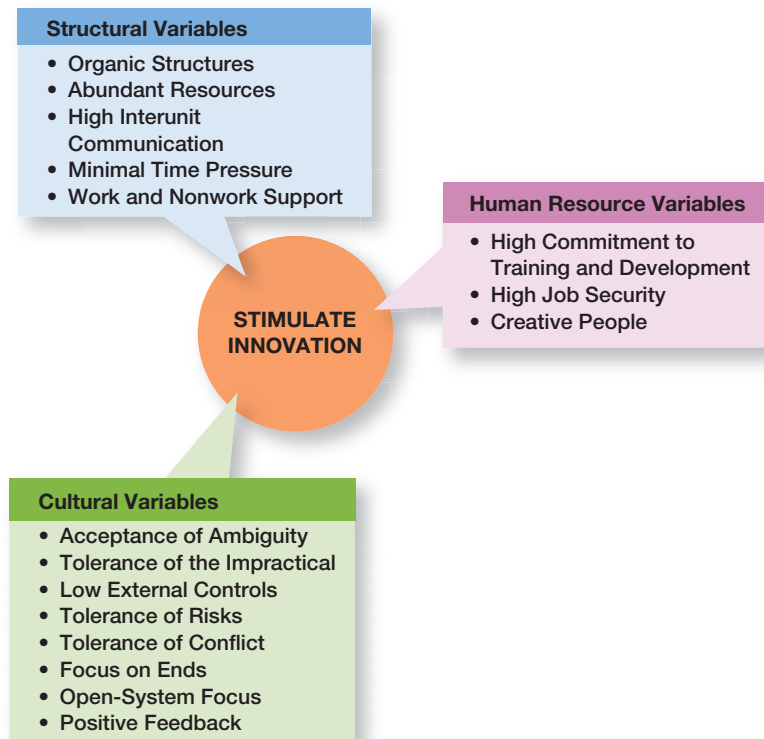 Structural Variables
• Organic Structures
• Abundant Resources
• High Interunit
Communication
• Minimal Time Pressure
• Work and Nonwork Support
Human Resource Variables
• High Commitment to
Training and Development
• High Job Security
• Creative People
STIMULATE
INNOVATION
Cultural Variables
• Acceptance of Ambiguity
• Tolerance of the Impractical
• Low External Controls
• Tolerance of Risks
• Tolerance of Conflict
• Focus on Ends
• Open-System Focus
• Positive Feedback